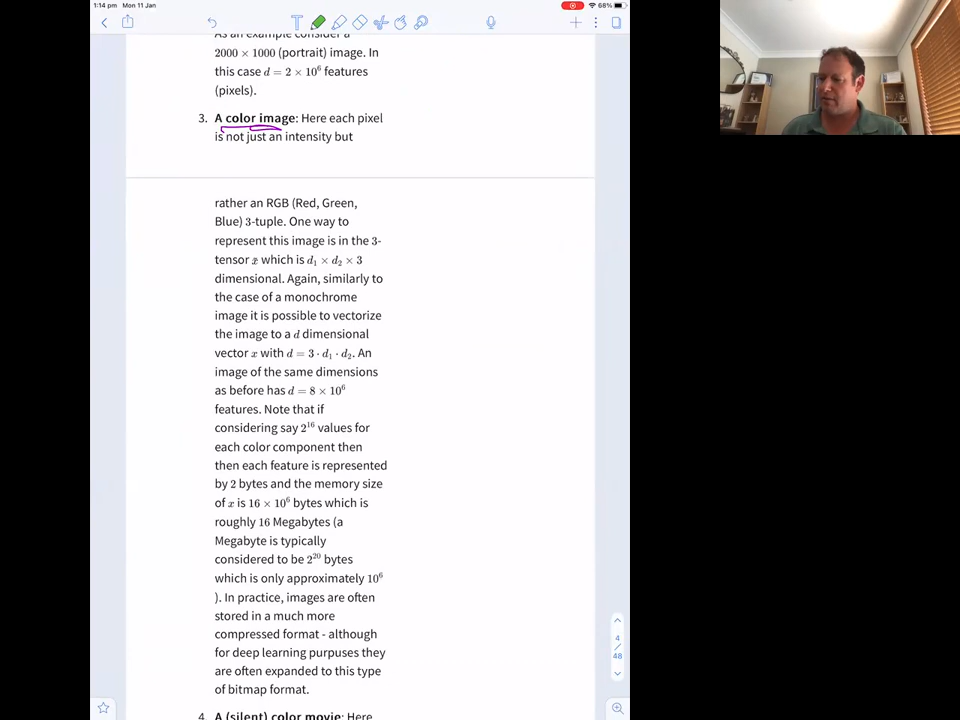 1:14 pm Mon 11 Jan
68%
As an example consider a
2000 × 1000 (portrait) image. In
this case d = 2 × 10⁶ features
(pixels).
3. A color image: Here each pixel
is not just an intensity but
rather an RGB (Red, Green,
Blue) 3-tuple. One way to
represent this image is in the 3-
tensor x̃ which is d₁ × d₂ × 3
dimensional. Again, similarly to
the case of a monochrome
image it is possible to vectorize
the image to a d dimensional
vector x with d = 3 · d₁ · d₂. An
image of the same dimensions
as before has d = 8 × 10⁶
features. Note that if
considering say 2¹⁶ values for
each color component then
then each feature is represented
by 2 bytes and the memory size
of x is 16 × 10⁶ bytes which is
roughly 16 Megabytes (a
Megabyte is typically
considered to be 2²⁰ bytes
which is only approximately 10⁶
). In practice, images are often
stored in a much more
compressed format - although
for deep learning purpuses they
are often expanded to this type
of bitmap format.
4. A (silent) color movie: Here
4
/
48